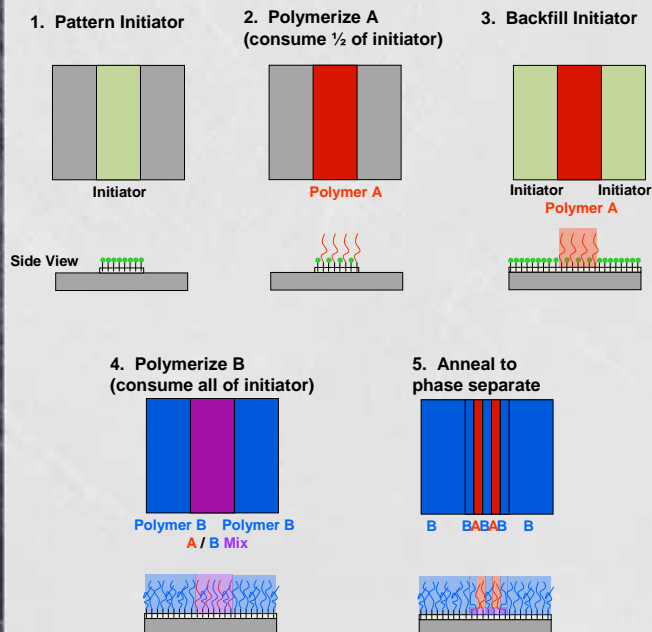 1. Pattern Initiator
2. Polymerize A
(consume ½ of initiator)
3. Backfill Initiator
Initiator
Polymer A
Initiator Initiator
Polymer A
Side View
4. Polymerize B
(consume all of initiator)
5. Anneal to
phase separate
Polymer B Polymer B
A / B Mix
B BABAB B